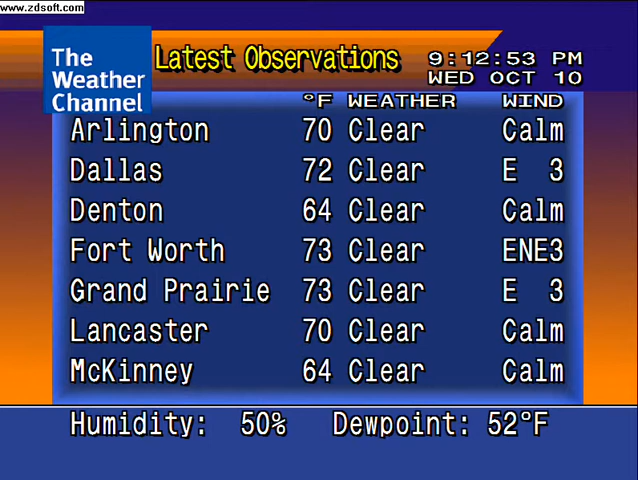 www.zdsoft.com
The Weather Channel
Latest Observations
9:12:53 PM
WED OCT 10
°F WEATHER WIND
Arlington 70 Clear Calm
Dallas 72 Clear E 3
Denton 64 Clear Calm
Fort Worth 73 Clear ENE3
Grand Prairie 73 Clear E 3
Lancaster 70 Clear Calm
McKinney 64 Clear Calm
Humidity: 50% Dewpoint: 52°F